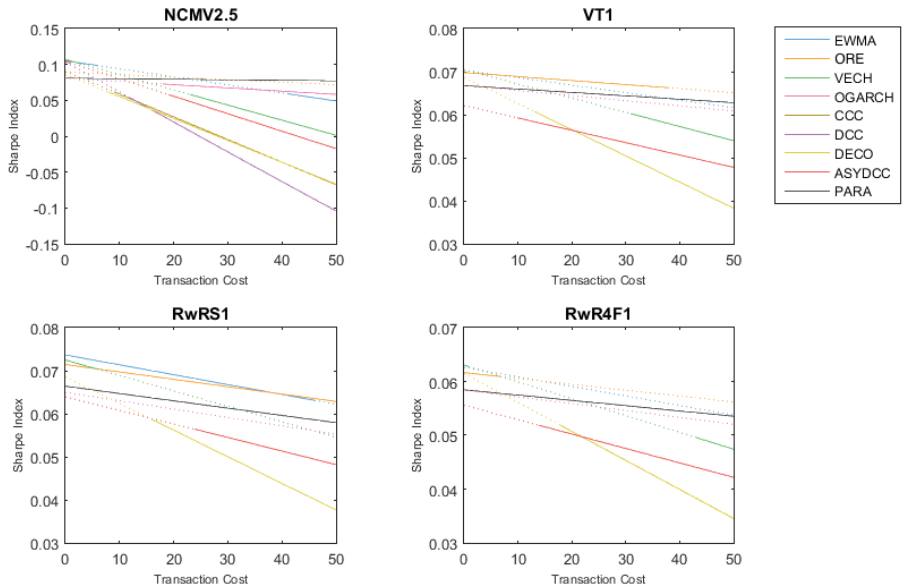 NCMV2.5
0.15
0.1
0.05
0
-0.05
-0.1
-0.15
Sharpe Index
0 10 20 30 40 50
Transaction Cost
VT1
0.08
0.07
0.06
0.05
0.04
0.03
Sharpe Index
0 10 20 30 40 50
Transaction Cost
EWMA
ORE
VECH
OGARCH
CCC
DCC
DECO
ASYDCC
PARA
RwRS1
0.08
0.07
0.06
0.05
0.04
0.03
Sharpe Index
0 10 20 30 40 50
Transaction Cost
RwR4F1
0.07
0.06
0.05
0.04
0.03
Sharpe Index
0 10 20 30 40 50
Transaction Cost